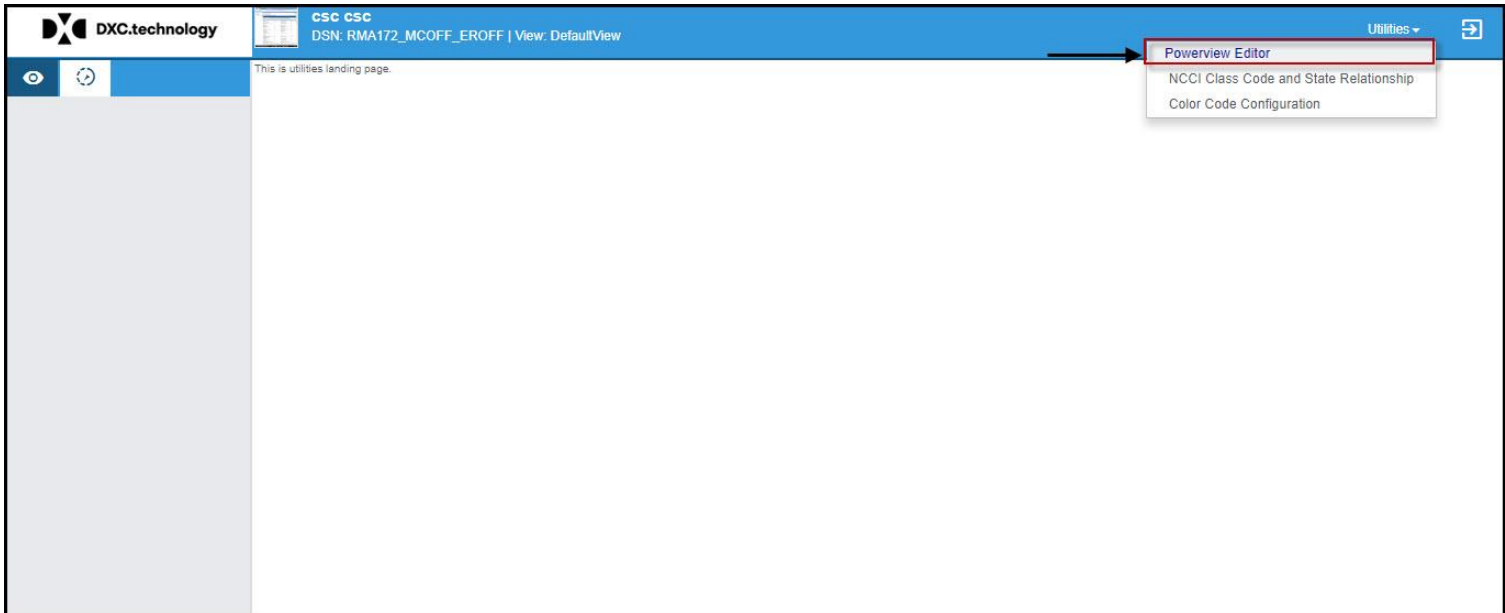 DXC.technology
csc csc
DSN: RMA172_MCOFF_EROFF | View: DefaultView
Utilities
Powerview Editor
This is utilities landing page.
NCCI Class Code and State Relationship
Color Code Configuration